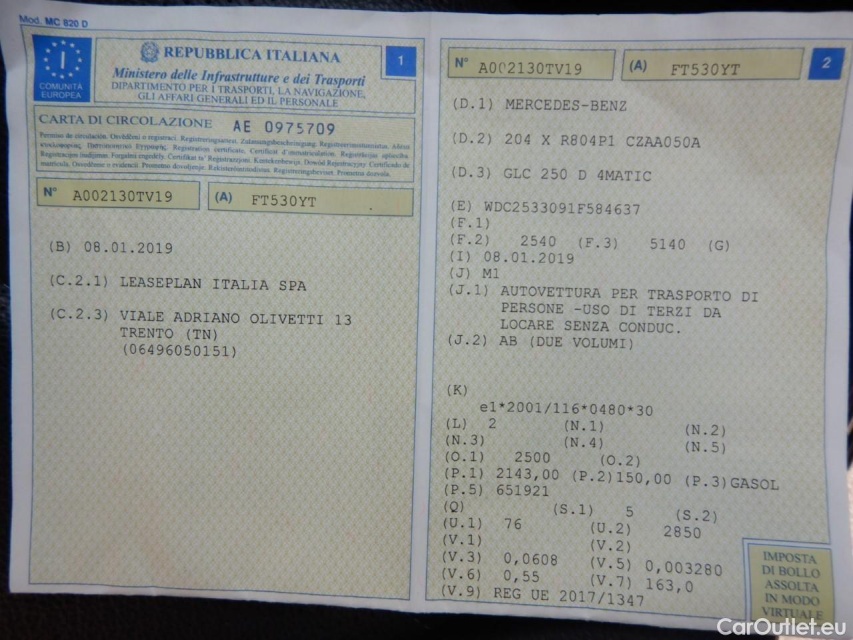 Mod. MC 820 D
I
COMUNITÀ
EUROPEA
REPUBBLICA ITALIANA
Ministero delle Infrastrutture e dei Trasporti
DIPARTIMENTO PER I TRASPORTI, LA NAVIGAZIONE,
GLI AFFARI GENERALI ED IL PERSONALE
1
CARTA DI CIRCOLAZIONE AE 0975709
N° A002130TV19 (A) FT530YT
(B) 08.01.2019
(C.2.1) LEASEPLAN ITALIA SPA
(C.2.3) VIALE ADRIANO OLIVETTI 13
TRENTO (TN)
(06496050151)
N° A002130TV19 (A) FT530YT
2
(D.1) MERCEDES-BENZ
(D.2) 204 X R804P1 CZAA050A
(D.3) GLC 250 D 4MATIC
(E) WDC2533091F584637
(F.1)
(F.2) 2540 (F.3) 5140 (G)
(I) 08.01.2019
(J) M1
(J.1) AUTOVETTURA PER TRASPORTO DI
PERSONE -USO DI TERZI DA
LOCARE SENZA CONDUC.
(J.2) AB (DUE VOLUMI)
(K)
e1*2001/116*0480*30
(L) 2 (N.1) (N.2)
(N.3) (N.4) (N.5)
(O.1) 2500 (O.2)
(P.1) 2143,00 (P.2)150,00 (P.3)GASOL
(P.5) 651921
(Q) (S.1) 5 (S.2)
(U.1) 76 (U.2) 2850
(V.1) (V.2)
(V.3) 0,0608 (V.5) 0,003280
(V.6) 0,55 (V.7) 163,0
(V.9) REG UE 2017/1347
IMPOSTA
DI BOLLO
ASSOLTA
IN MODO
VIRTUALE
CarOutlet.eu